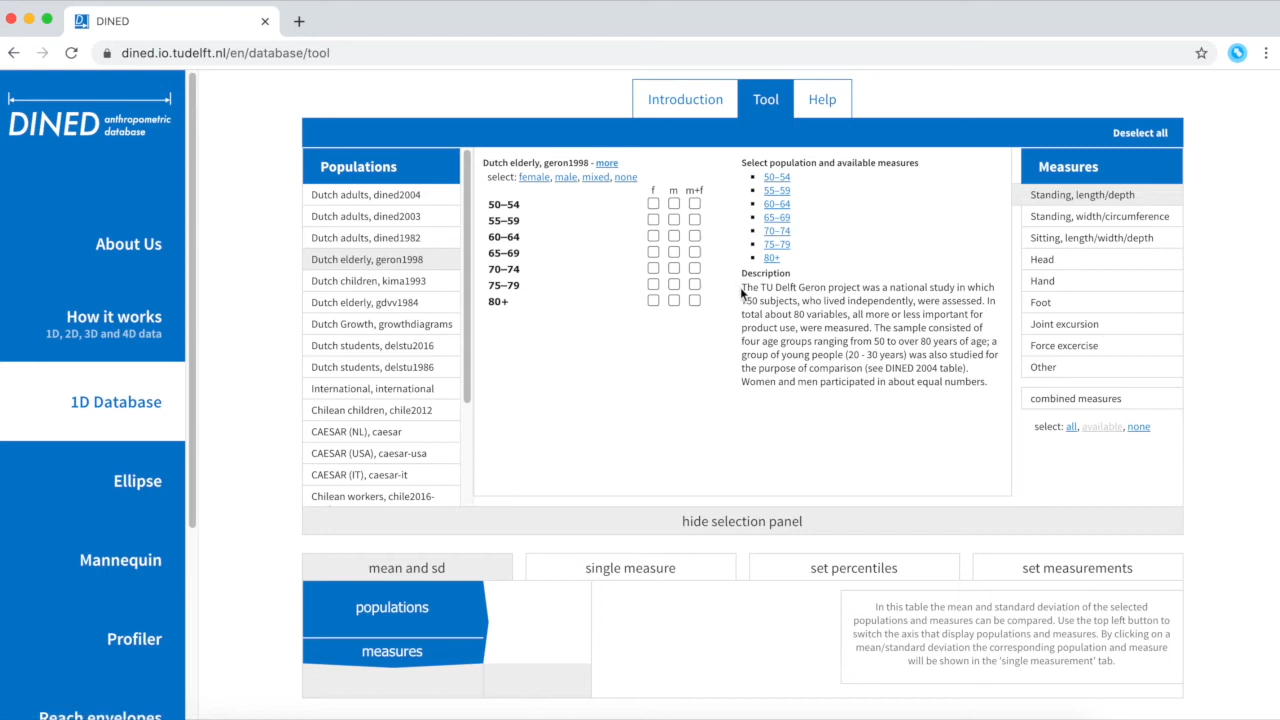 DINED
dined.io.tudelft.nl/en/database/tool
DINED anthropometric database
About Us
How it works
1D, 2D, 3D and 4D data
1D Database
Ellipse
Mannequin
Profiler
Reach envelopes
Introduction
Tool
Help
Deselect all
Populations
Dutch adults, dined2004
Dutch adults, dined2003
Dutch adults, dined1982
Dutch elderly, geron1998
Dutch children, kima1993
Dutch elderly, gdvv1984
Dutch Growth, growthdiagrams
Dutch students, delstu2016
Dutch students, delstu1986
International, international
Chilean children, chile2012
CAESAR (NL), caesar
CAESAR (USA), caesar-usa
CAESAR (IT), caesar-it
Chilean workers, chile2016-
Dutch elderly, geron1998 - more
select: female, male, mixed, none
f m m+f
50–54
55–59
60–64
65–69
70–74
75–79
80+
Select population and available measures
50–54
55–59
60–64
65–69
70–74
75–79
80+
Description
The TU Delft Geron project was a national study in which
750 subjects, who lived independently, were assessed. In
total about 80 variables, all more or less important for
product use, were measured. The sample consisted of
four age groups ranging from 50 to over 80 years of age; a
group of young people (20 - 30 years) was also studied for
the purpose of comparison (see DINED 2004 table).
Women and men participated in about equal numbers.
Measures
Standing, length/depth
Standing, width/circumference
Sitting, length/width/depth
Head
Hand
Foot
Joint excursion
Force excercise
Other
combined measures
select: all, available, none
hide selection panel
mean and sd
single measure
set percentiles
set measurements
populations
measures
In this table the mean and standard deviation of the selected
populations and measures can be compared. Use the top left button to
switch the axis that display populations and measures. By clicking on a
mean/standard deviation the corresponding population and measure
will be shown in the 'single measurement' tab.